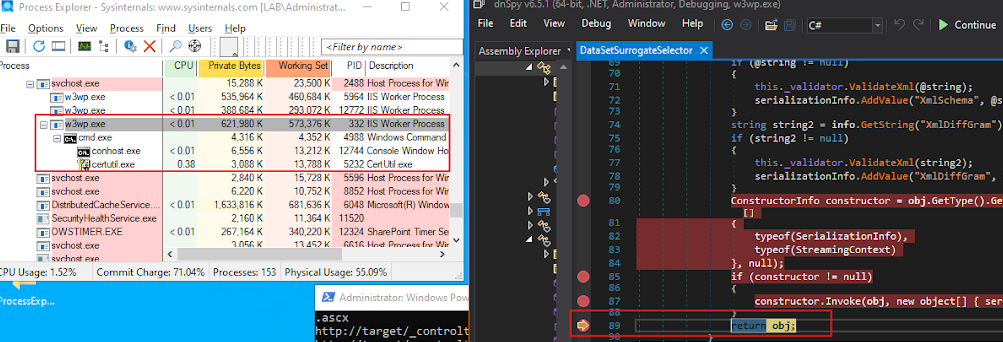 Process Explorer - Sysinternals: www.sysinternals.com [LAB\Administrat...
File Options View Process Find Users Help
<Filter by name>
Process CPU Private Bytes Working Set PID Description
svchost.exe 15,288 K 23,500 K 2488 Host Process for Win
w3wp.exe < 0.01 535,964 K 460,684 K 5964 IIS Worker Process
w3wp.exe < 0.01 388,684 K 293,072 K 12772 IIS Worker Process
w3wp.exe < 0.01 621,980 K 573,376 K 332 IIS Worker Process
cmd.exe 4,316 K 4,352 K 4988 Windows Command
conhost.exe < 0.01 6,556 K 13,212 K 12744 Console Window Ho
certutil.exe 0.38 3,088 K 13,788 K 5232 CertUtil.exe
svchost.exe 2,840 K 15,728 K 5596 Host Process for Win
svchost.exe 6,220 K 10,752 K 3852 Host Process for Win
DistributedCacheService.... < 0.01 1,633,816 K 681,636 K 6048 Microsoft(R) Window
SecurityHealthService.exe 2,160 K 11,364 K 11520
OWSTIMER.EXE < 0.01 267,164 K 340,220 K 12324 SharePoint Timer Se
svchost.exe 3,056 K 13,452 K 6616 Host Process for Win
CPU Usage: 1.52% Commit Charge: 71.04% Processes: 153 Physical Usage: 55.09%
ProcessExp...
Administrator: Windows Pow
.ascx
http://target/_controlt
dnSpy v6.5.1 (64-bit, .NET, Administrator, Debugging, w3wp.exe)
File Edit View Debug Window Help C# Continue
Assembly Explorer
DataSetSurrogateSelector
69 if (@string != null)
70 {
71 this._validator.ValidateXml(@string);
72 serializationInfo.AddValue("XmlSchema", @s
73 }
74 string string2 = info.GetString("XmlDiffGram");
75 if (string2 != null)
76 {
77 this._validator.ValidateXml(string2);
78 serializationInfo.AddValue("XmlDiffGram",
79 }
80 ConstructorInfo constructor = obj.GetType().Ge
[]
81 {
82 typeof(SerializationInfo),
83 typeof(StreamingContext)
84 }, null);
85 if (constructor != null)
86 {
87 constructor.Invoke(obj, new object[] { ser
88 }
89 return obj;
90 }